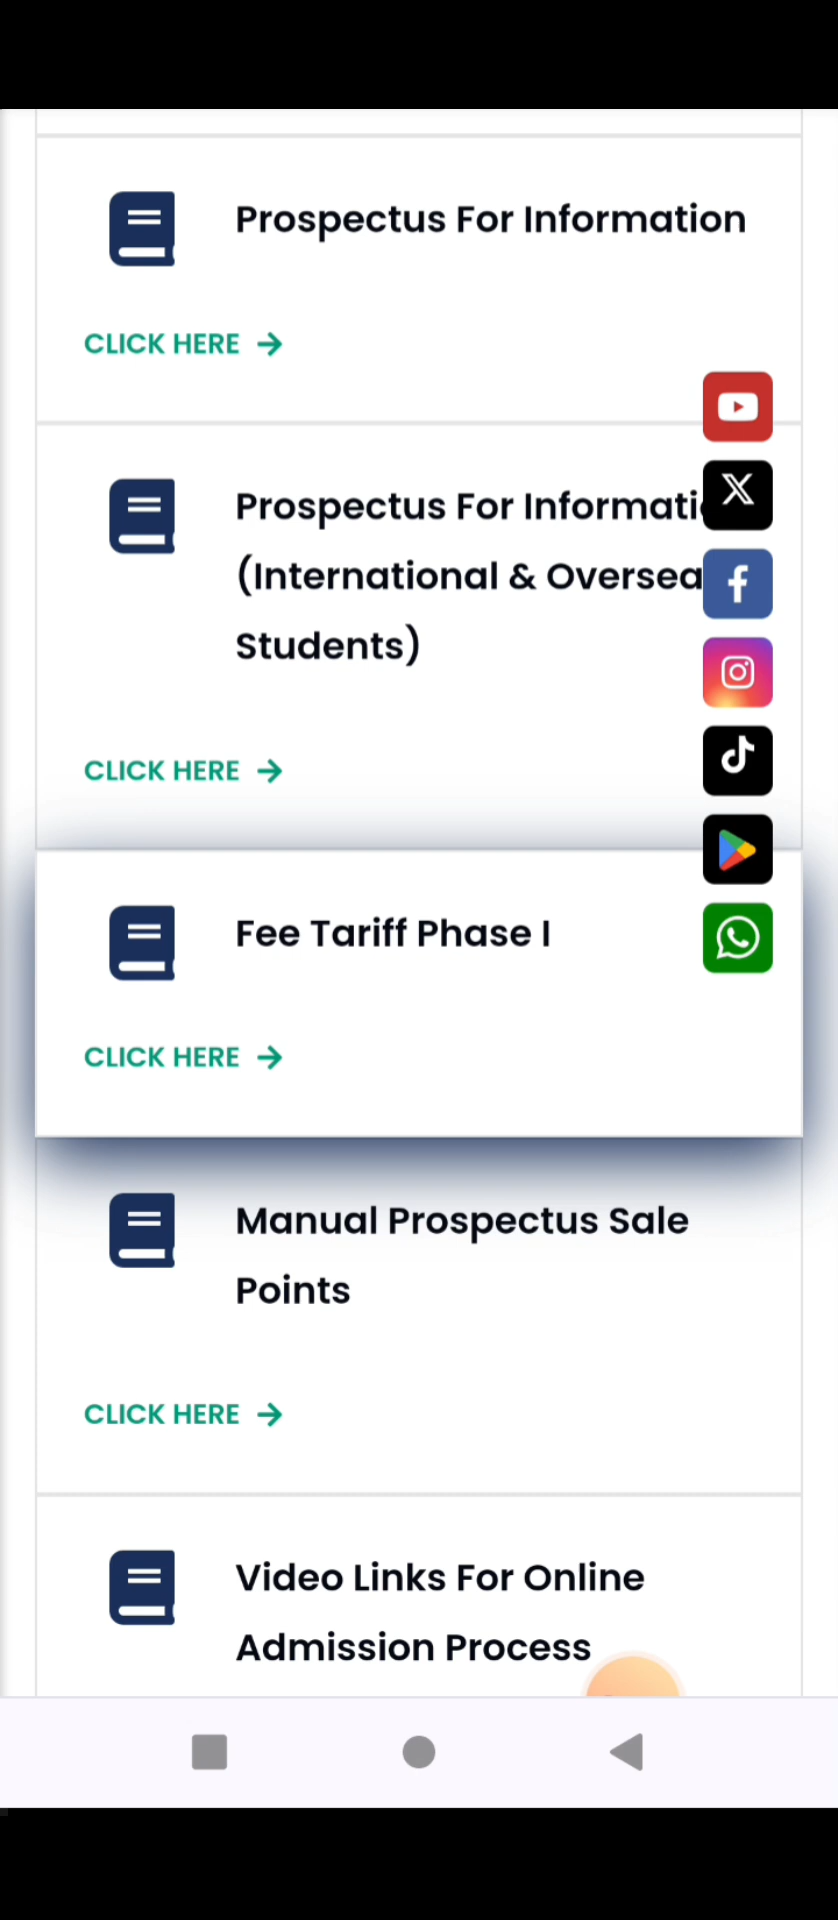 Prospectus For Information
CLICK HERE
Prospectus For Informati
(International & Oversea
Students)
CLICK HERE
Fee Tariff Phase I
CLICK HERE
Manual Prospectus Sale
Points
CLICK HERE
Video Links For Online
Admission Process